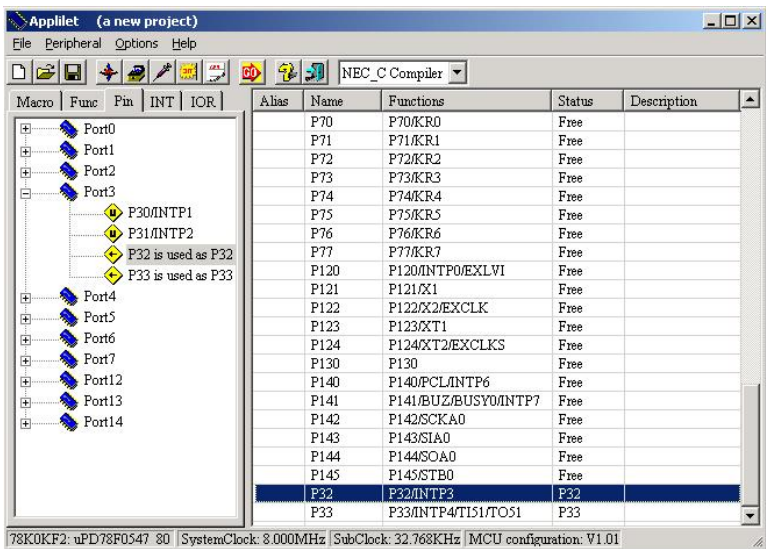 Applilet (a new project)
File Peripheral Options Help
NEC_C Compiler
Macro Func Pin INT IOR
Port0
Port1
Port2
Port3
P30/INTP1
P31/INTP2
P32 is used as P32
P33 is used as P33
Port4
Port5
Port6
Port7
Port12
Port13
Port14
Alias Name Functions Status Description
P70 P70/KR0 Free
P71 P71/KR1 Free
P72 P72/KR2 Free
P73 P73/KR3 Free
P74 P74/KR4 Free
P75 P75/KR5 Free
P76 P76/KR6 Free
P77 P77/KR7 Free
P120 P120/INTP0/EXLVI Free
P121 P121/X1 Free
P122 P122/X2/EXCLK Free
P123 P123/XT1 Free
P124 P124/XT2/EXCLKS Free
P130 P130 Free
P140 P140/PCL/INTP6 Free
P141 P141/BUZ/BUSY0/INTP7 Free
P142 P142/SCKA0 Free
P143 P143/SIA0 Free
P144 P144/SOA0 Free
P145 P145/STB0 Free
P32 P32/INTP3 P32
P33 P33/INTP4/TI51/TO51 P33
78K0KF2: uPD78F0547_80 SystemClock: 8.000MHz SubClock: 32.768KHz MCU configuration: V1.01